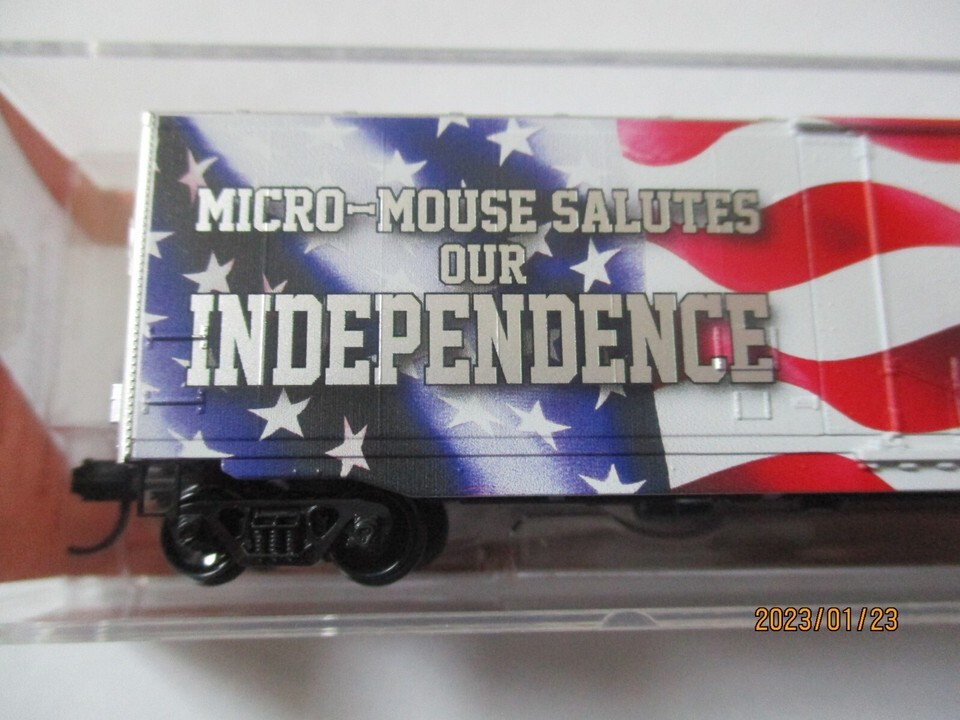 MICRO-MOUSE SALUTES
OUR
INDEPENDENCE
2023/01/23